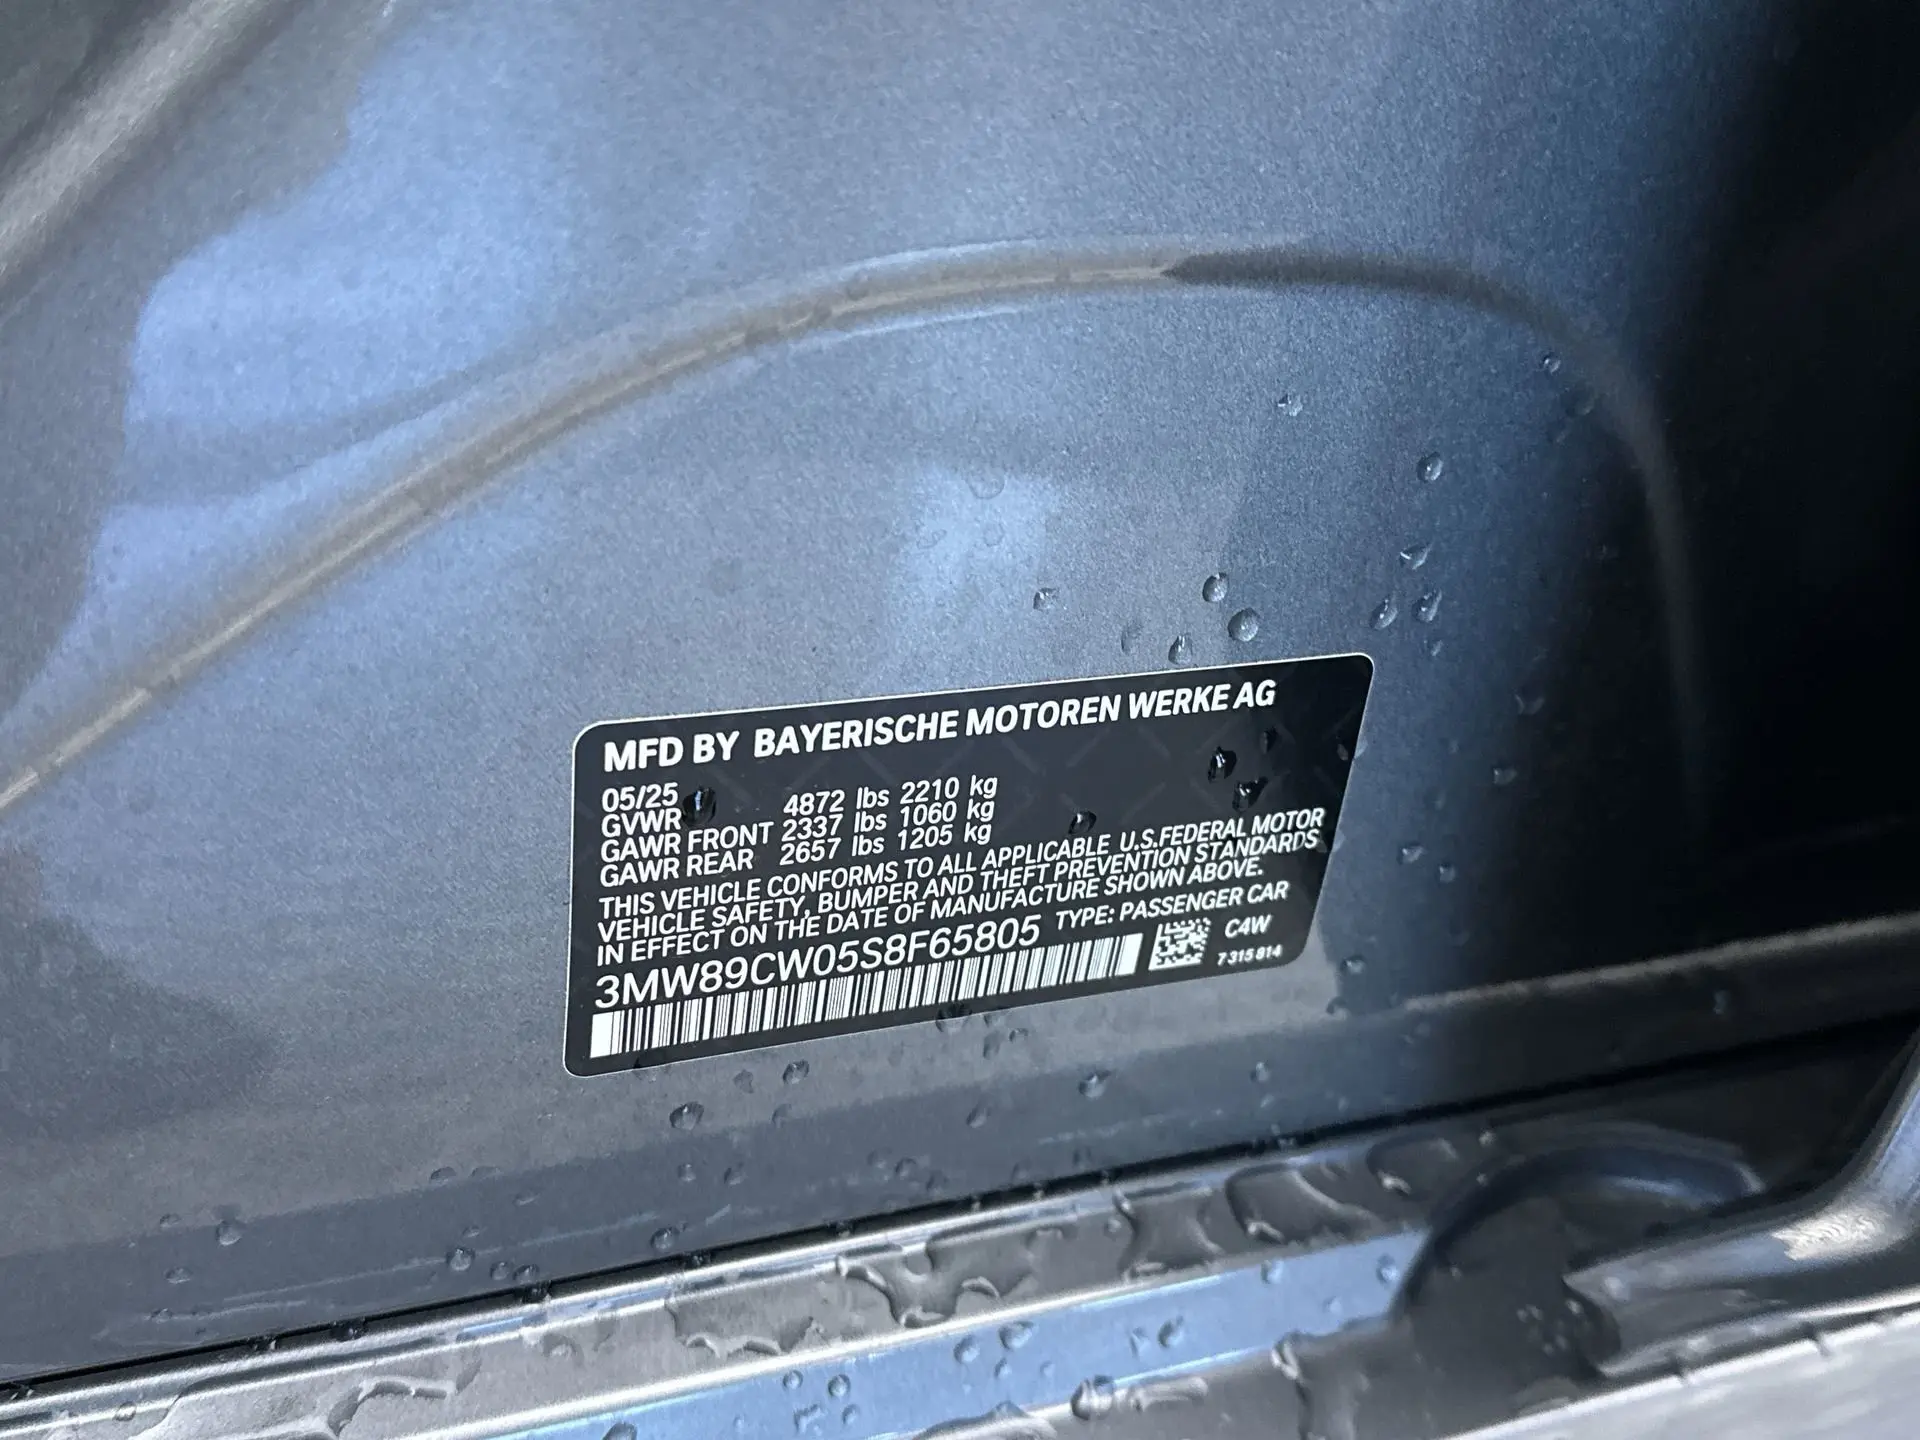 MFD BY BAYERISCHE MOTOREN WERKE AG
05/25
GVWR 4872 lbs 2210 kg
GAWR FRONT 2337 lbs 1060 kg
GAWR REAR 2657 lbs 1205 kg
THIS VEHICLE CONFORMS TO ALL APPLICABLE U.S.FEDERAL MOTOR
VEHICLE SAFETY, BUMPER AND THEFT PREVENTION STANDARDS
IN EFFECT ON THE DATE OF MANUFACTURE SHOWN ABOVE.
3MW89CW05S8F65805 TYPE: PASSENGER CAR
C4W
7 315 814